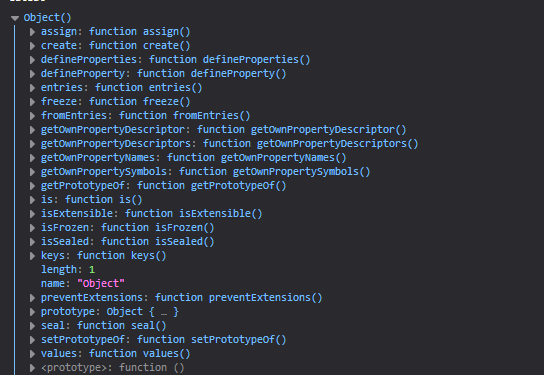 Object()
assign: function assign()
create: function create()
defineProperties: function defineProperties()
defineProperty: function defineProperty()
entries: function entries()
freeze: function freeze()
fromEntries: function fromEntries()
getOwnPropertyDescriptor: function getOwnPropertyDescriptor()
getOwnPropertyDescriptors: function getOwnPropertyDescriptors()
getOwnPropertyNames: function getOwnPropertyNames()
getOwnPropertySymbols: function getOwnPropertySymbols()
getPrototypeOf: function getPrototypeOf()
is: function is()
isExtensible: function isExtensible()
isFrozen: function isFrozen()
isSealed: function isSealed()
keys: function keys()
length: 1
name: "Object"
preventExtensions: function preventExtensions()
prototype: Object { … }
seal: function seal()
setPrototypeOf: function setPrototypeOf()
values: function values()
<prototype>: function ()